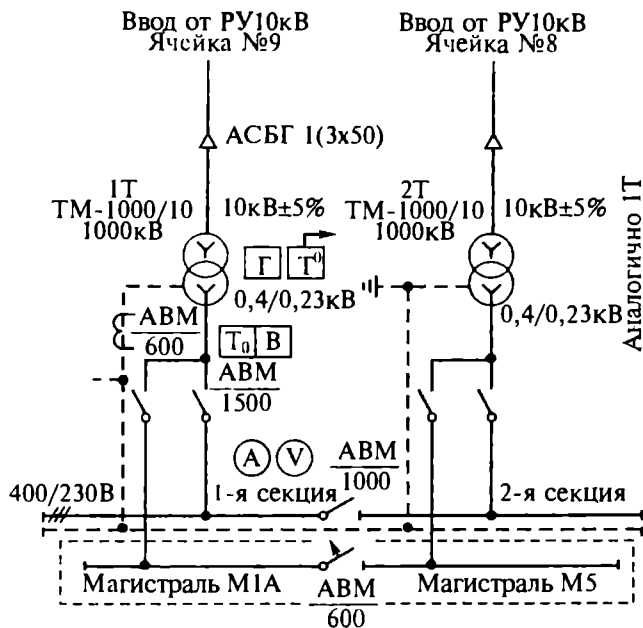 Ввод от РУ10кВ
Ячейка №9
Ввод от РУ10кВ
Ячейка №8
АСБГ 1(3х50)
1Т
ТМ-1000/10
1000кВ
10кВ±5%
2Т
ТМ-1000/10
1000кВ
10кВ±5%
Аналогично 1Т
Г
Т⁰
0,4/0,23кВ
0,4/0,23кВ
АВМ
600
Т₀ В
АВМ
1500
А V
АВМ
1000
400/230В
1-я секция
2-я секция
Магистраль М1А
АВМ
600
Магистраль М5